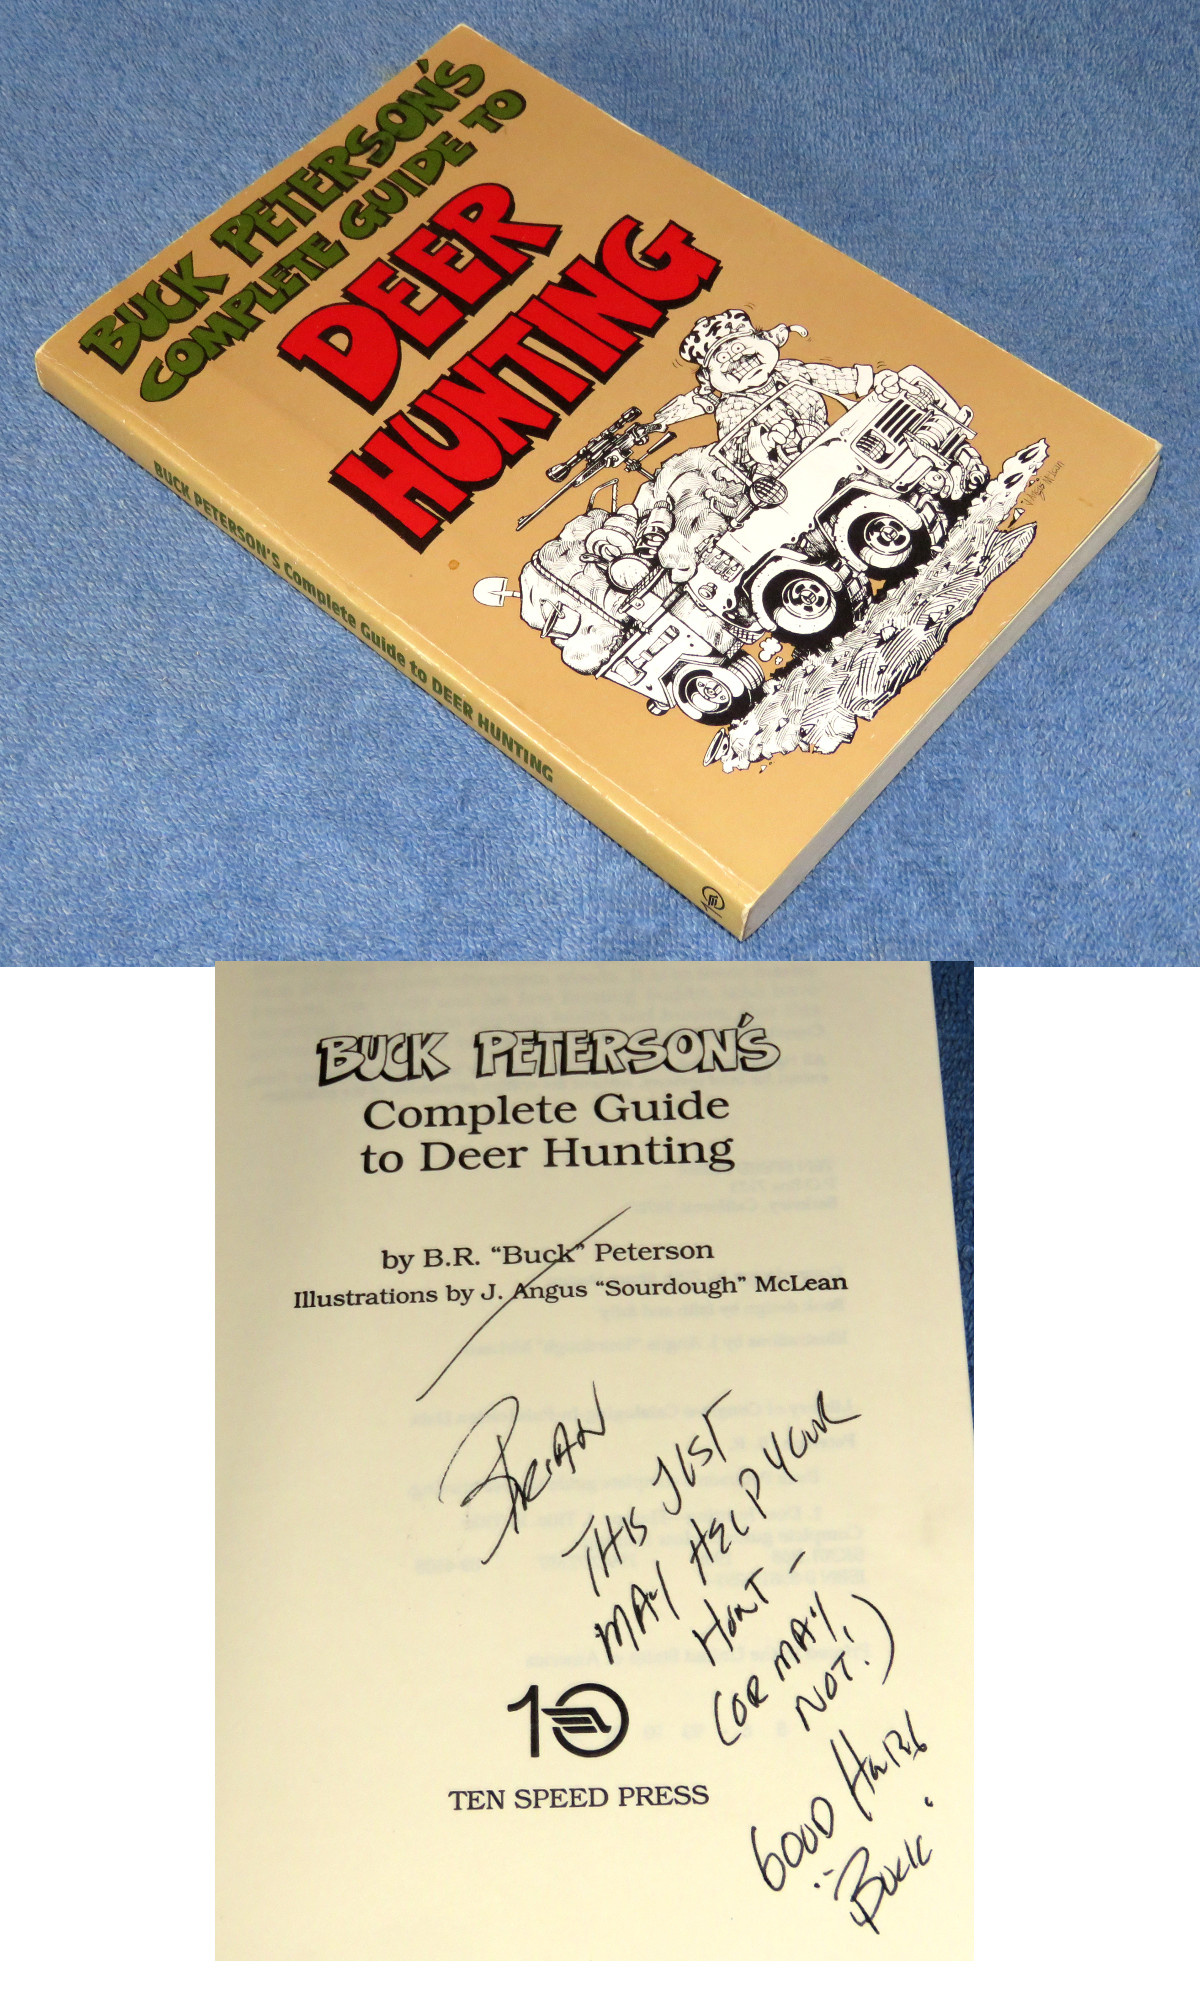 BUCK PETERSON'S
COMPLETE GUIDE TO
DEER
HUNTING
BUCK PETERSON'S Complete Guide to DEER HUNTING
BUCK PETERSON'S
Complete Guide
to Deer Hunting
by B.R. “Buck” Peterson
Illustrations by J. Angus “Sourdough” McLean
BRIAN
THIS JUST
MAY HELP YOUR
HUNT –
(OR MAY
NOT!)
GOOD
BUCK
10
TEN SPEED PRESS